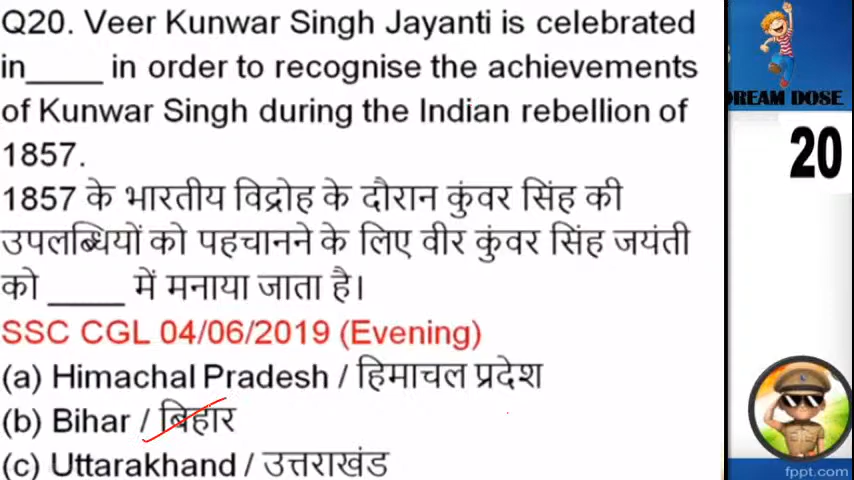 Q20. Veer Kunwar Singh Jayanti is celebrated
in____ in order to recognise the achievements
of Kunwar Singh during the Indian rebellion of
1857.
1857 के भारतीय विद्रोह के दौरान कुंवर सिंह की
उपलब्धियों को पहचानने के लिए वीर कुंवर सिंह जयंती
को ____ में मनाया जाता है।
SSC CGL 04/06/2019 (Evening)
(a) Himachal Pradesh / हिमाचल प्रदेश
(b) Bihar / बिहार
(c) Uttarakhand / उत्तराखंड
DREAM DOSE
20
fppt.com